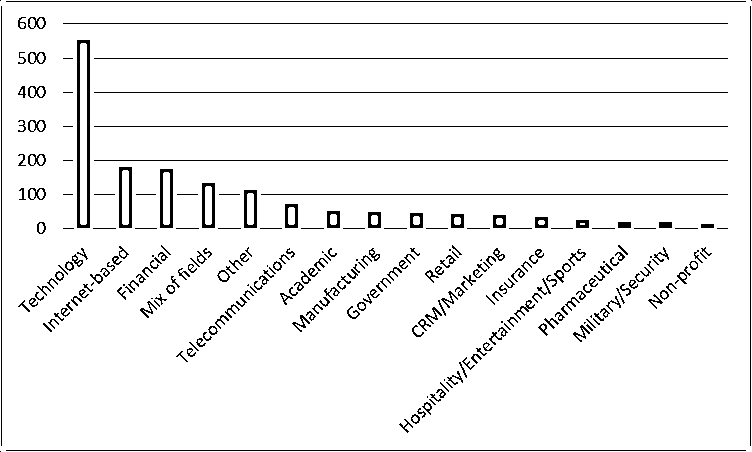 600
500
400
300
200
100
0
Technology
Internet-based
Financial
Mix of fields
Other
Telecommunications
Academic
Manufacturing
Government
Retail
CRM/Marketing
Insurance
Hospitality/Entertainment/Sports
Pharmaceutical
Military/Security
Non-profit